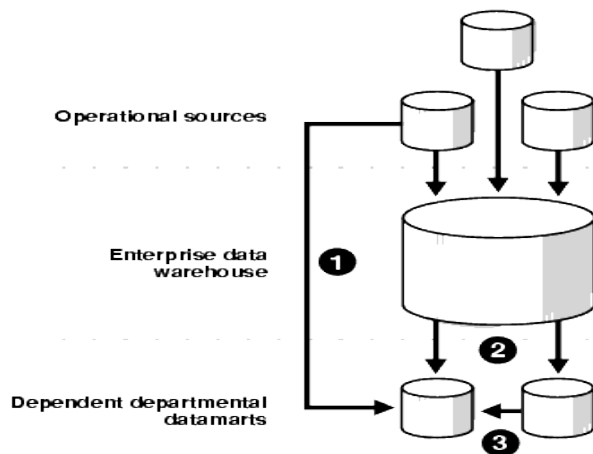 Operational sources
Enterprise data
warehouse
1
2
Dependent departmental
datamarts
3